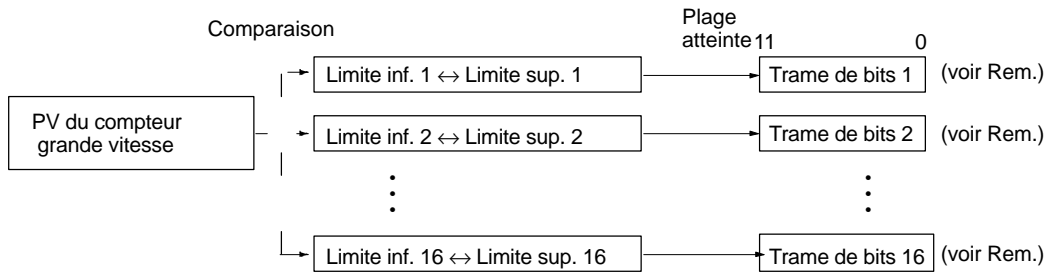 Comparaison
Plage
atteinte 11 0
Limite inf. 1 ↔ Limite sup. 1
Trame de bits 1 (voir Rem.)
PV du compteur
grande vitesse
Limite inf. 2 ↔ Limite sup. 2
Trame de bits 2 (voir Rem.)
Limite inf. 16 ↔ Limite sup. 16
Trame de bits 16 (voir Rem.)